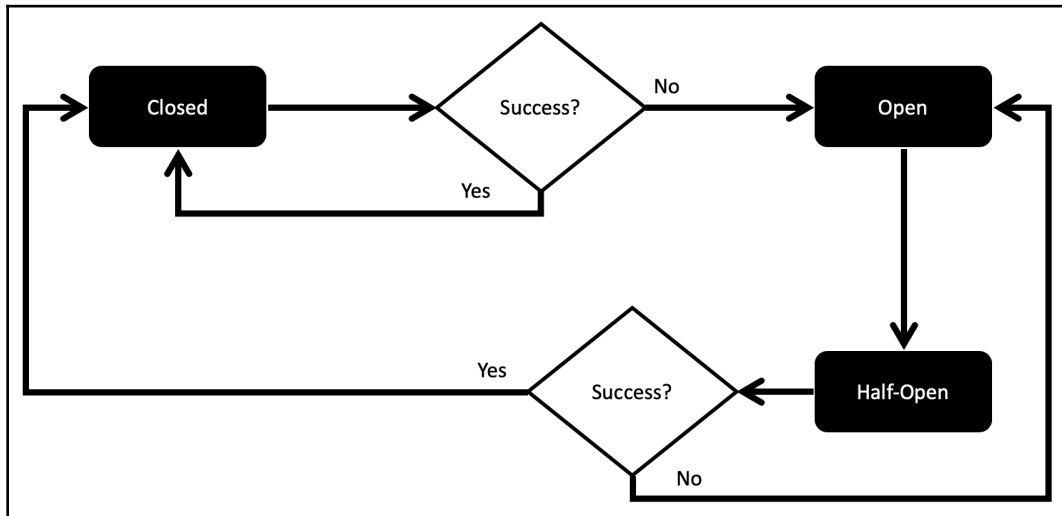 Closed
Success?
No
Open
Yes
Yes
Success?
Half-Open
No